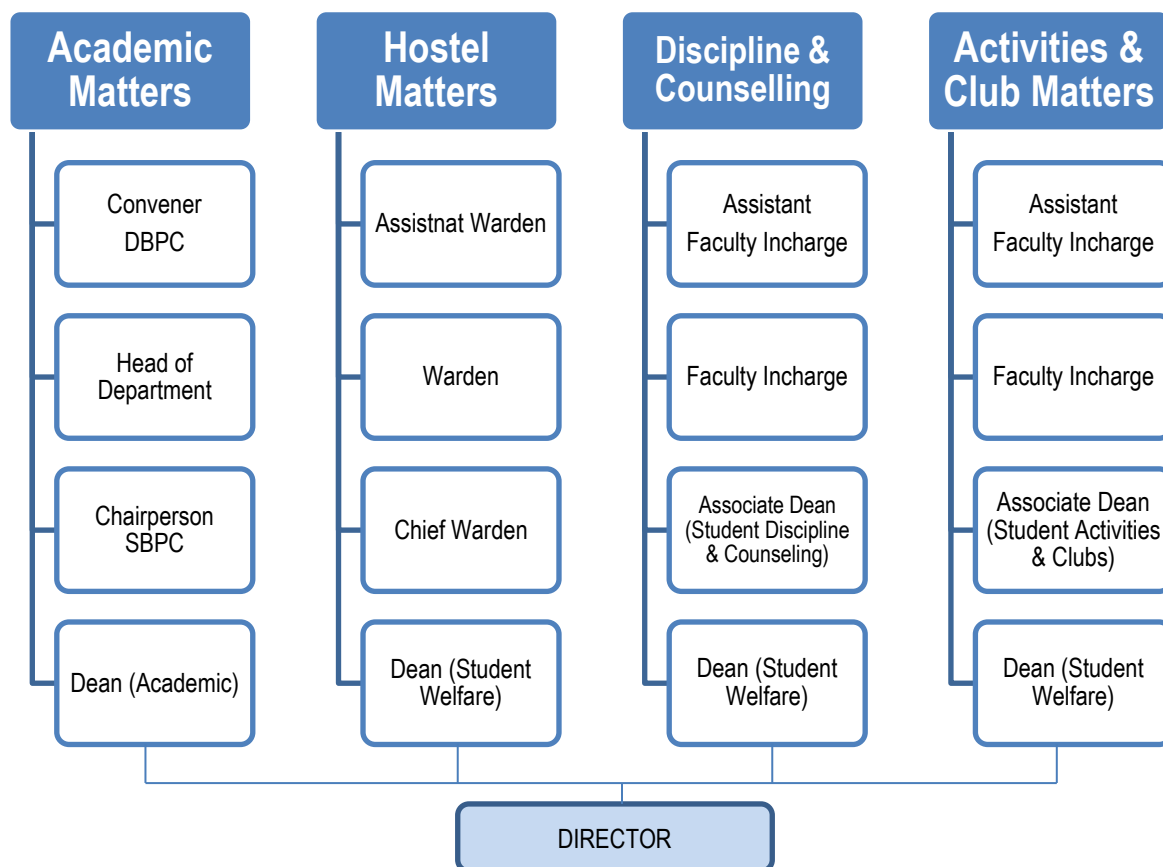 Academic
Matters
Convener
DBPC
Head of
Department
Chairperson
SBPC
Dean (Academic)
Hostel
Matters
Assistnat Warden
Warden
Chief Warden
Dean (Student
Welfare)
Discipline &
Counselling
Assistant
Faculty Incharge
Faculty Incharge
Associate Dean
(Student Discipline
& Counseling)
Dean (Student
Welfare)
Activities &
Club Matters
Assistant
Faculty Incharge
Faculty Incharge
Associate Dean
(Student Activities
& Clubs)
Dean (Student
Welfare)
DIRECTOR